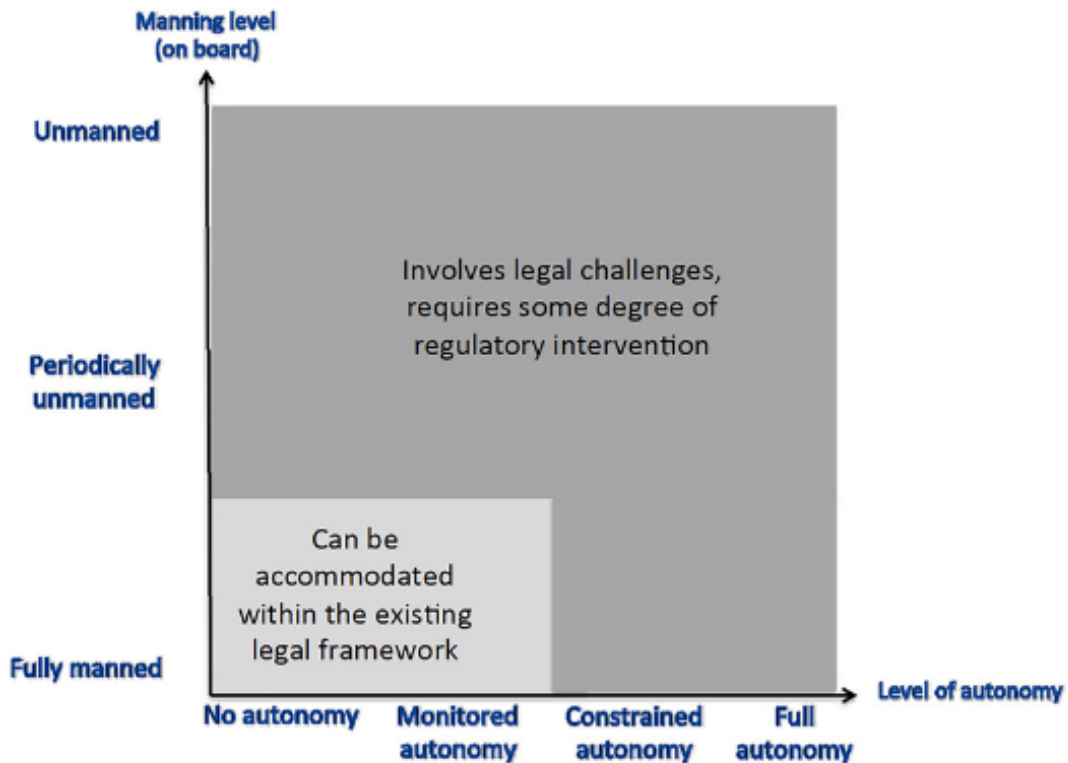 Manning level
(on board)
Unmanned
Involves legal challenges,
requires some degree of
regulatory intervention
Periodically
unmanned
Can be
accommodated
within the existing
legal framework
Fully manned
Level of autonomy
No autonomy
Monitored
autonomy
Constrained
autonomy
Full
autonomy